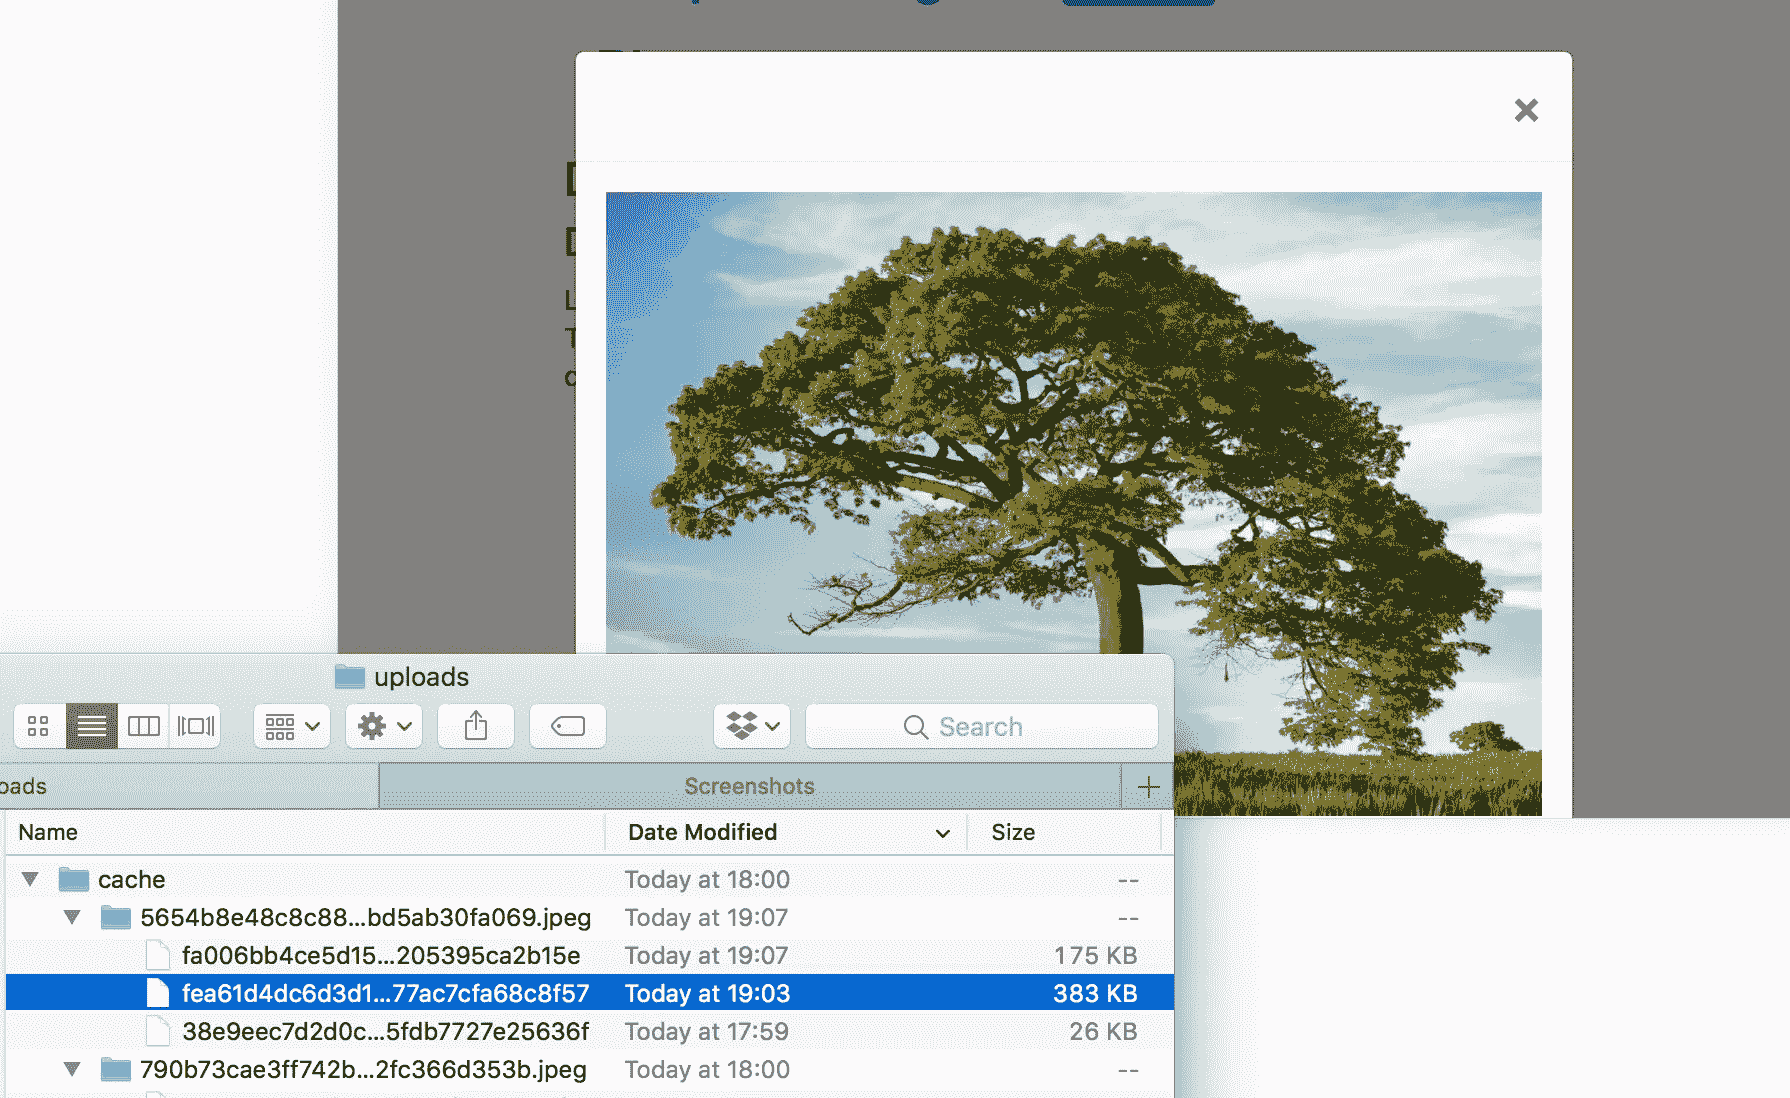 D
D
L
T
c
uploads
Search
oads
Screenshots
Name Date Modified Size
cache Today at 18:00 --
5654b8e48c8c88...bd5ab30fa069.jpeg Today at 19:07 --
fa006bb4ce5d15...205395ca2b15e Today at 19:07 175 KB
fea61d4dc6d3d1...77ac7cfa68c8f57 Today at 19:03 383 KB
38e9eec7d2d0c...5fdb7727e25636f Today at 17:59 26 KB
790b73cae3ff742b...2fc366d353b.jpeg Today at 18:00 --